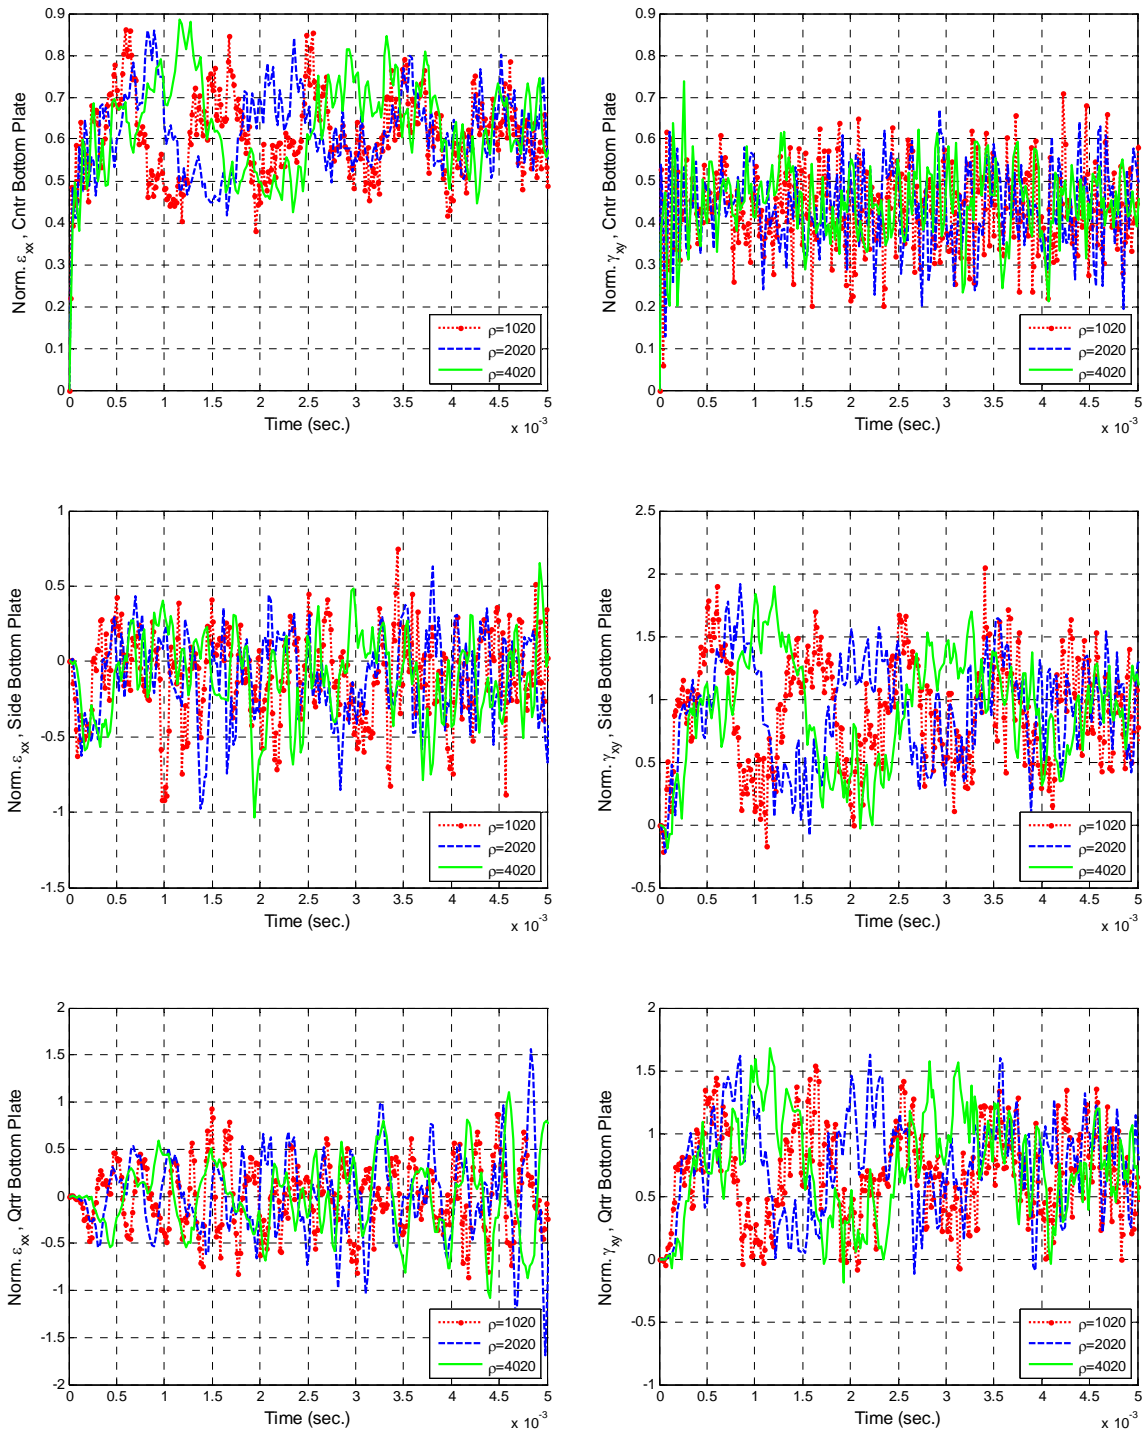 0.9
0.8
0.7
0.6
0.5
0.4
0.3
0.2
0.1
0
Norm. εxx , Cntr Bottom Plate
ρ=1020
ρ=2020
ρ=4020
0 0.5 1 1.5 2 2.5 3 3.5 4 4.5 5
Time (sec.)
x 10-3
0.9
0.8
0.7
0.6
0.5
0.4
0.3
0.2
0.1
0
Norm. γxy , Cntr Bottom Plate
ρ=1020
ρ=2020
ρ=4020
0 0.5 1 1.5 2 2.5 3 3.5 4 4.5 5
Time (sec.)
x 10-3
1
0.5
0
-0.5
-1
-1.5
Norm. εxx , Side Bottom Plate
ρ=1020
ρ=2020
ρ=4020
0 0.5 1 1.5 2 2.5 3 3.5 4 4.5 5
Time (sec.)
x 10-3
2.5
2
1.5
1
0.5
0
-0.5
Norm. γxy , Side Bottom Plate
ρ=1020
ρ=2020
ρ=4020
0 0.5 1 1.5 2 2.5 3 3.5 4 4.5 5
Time (sec.)
x 10-3
2
1.5
1
0.5
0
-0.5
-1
-1.5
-2
Norm. εxx , Qrtr Bottom Plate
ρ=1020
ρ=2020
ρ=4020
0 0.5 1 1.5 2 2.5 3 3.5 4 4.5 5
Time (sec.)
x 10-3
2
1.5
1
0.5
0
-0.5
-1
Norm. γxy, Qrtr Bottom Plate
ρ=1020
ρ=2020
ρ=4020
0 0.5 1 1.5 2 2.5 3 3.5 4 4.5 5
Time (sec.)
x 10-3